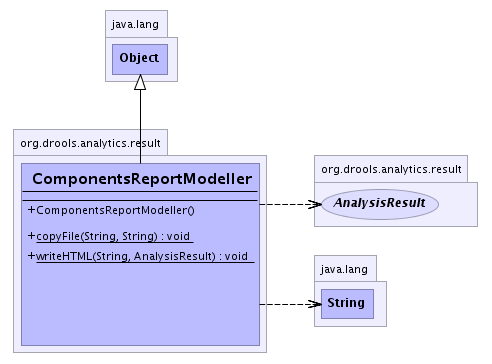 java.lang
Object
org.drools.analytics.result
ComponentsReportModeller
+ComponentsReportModeller()
+copyFile(String, String) : void
+writeHTML(String, AnalysisResult) : void
org.drools.analytics.result
AnalysisResult
java.lang
String